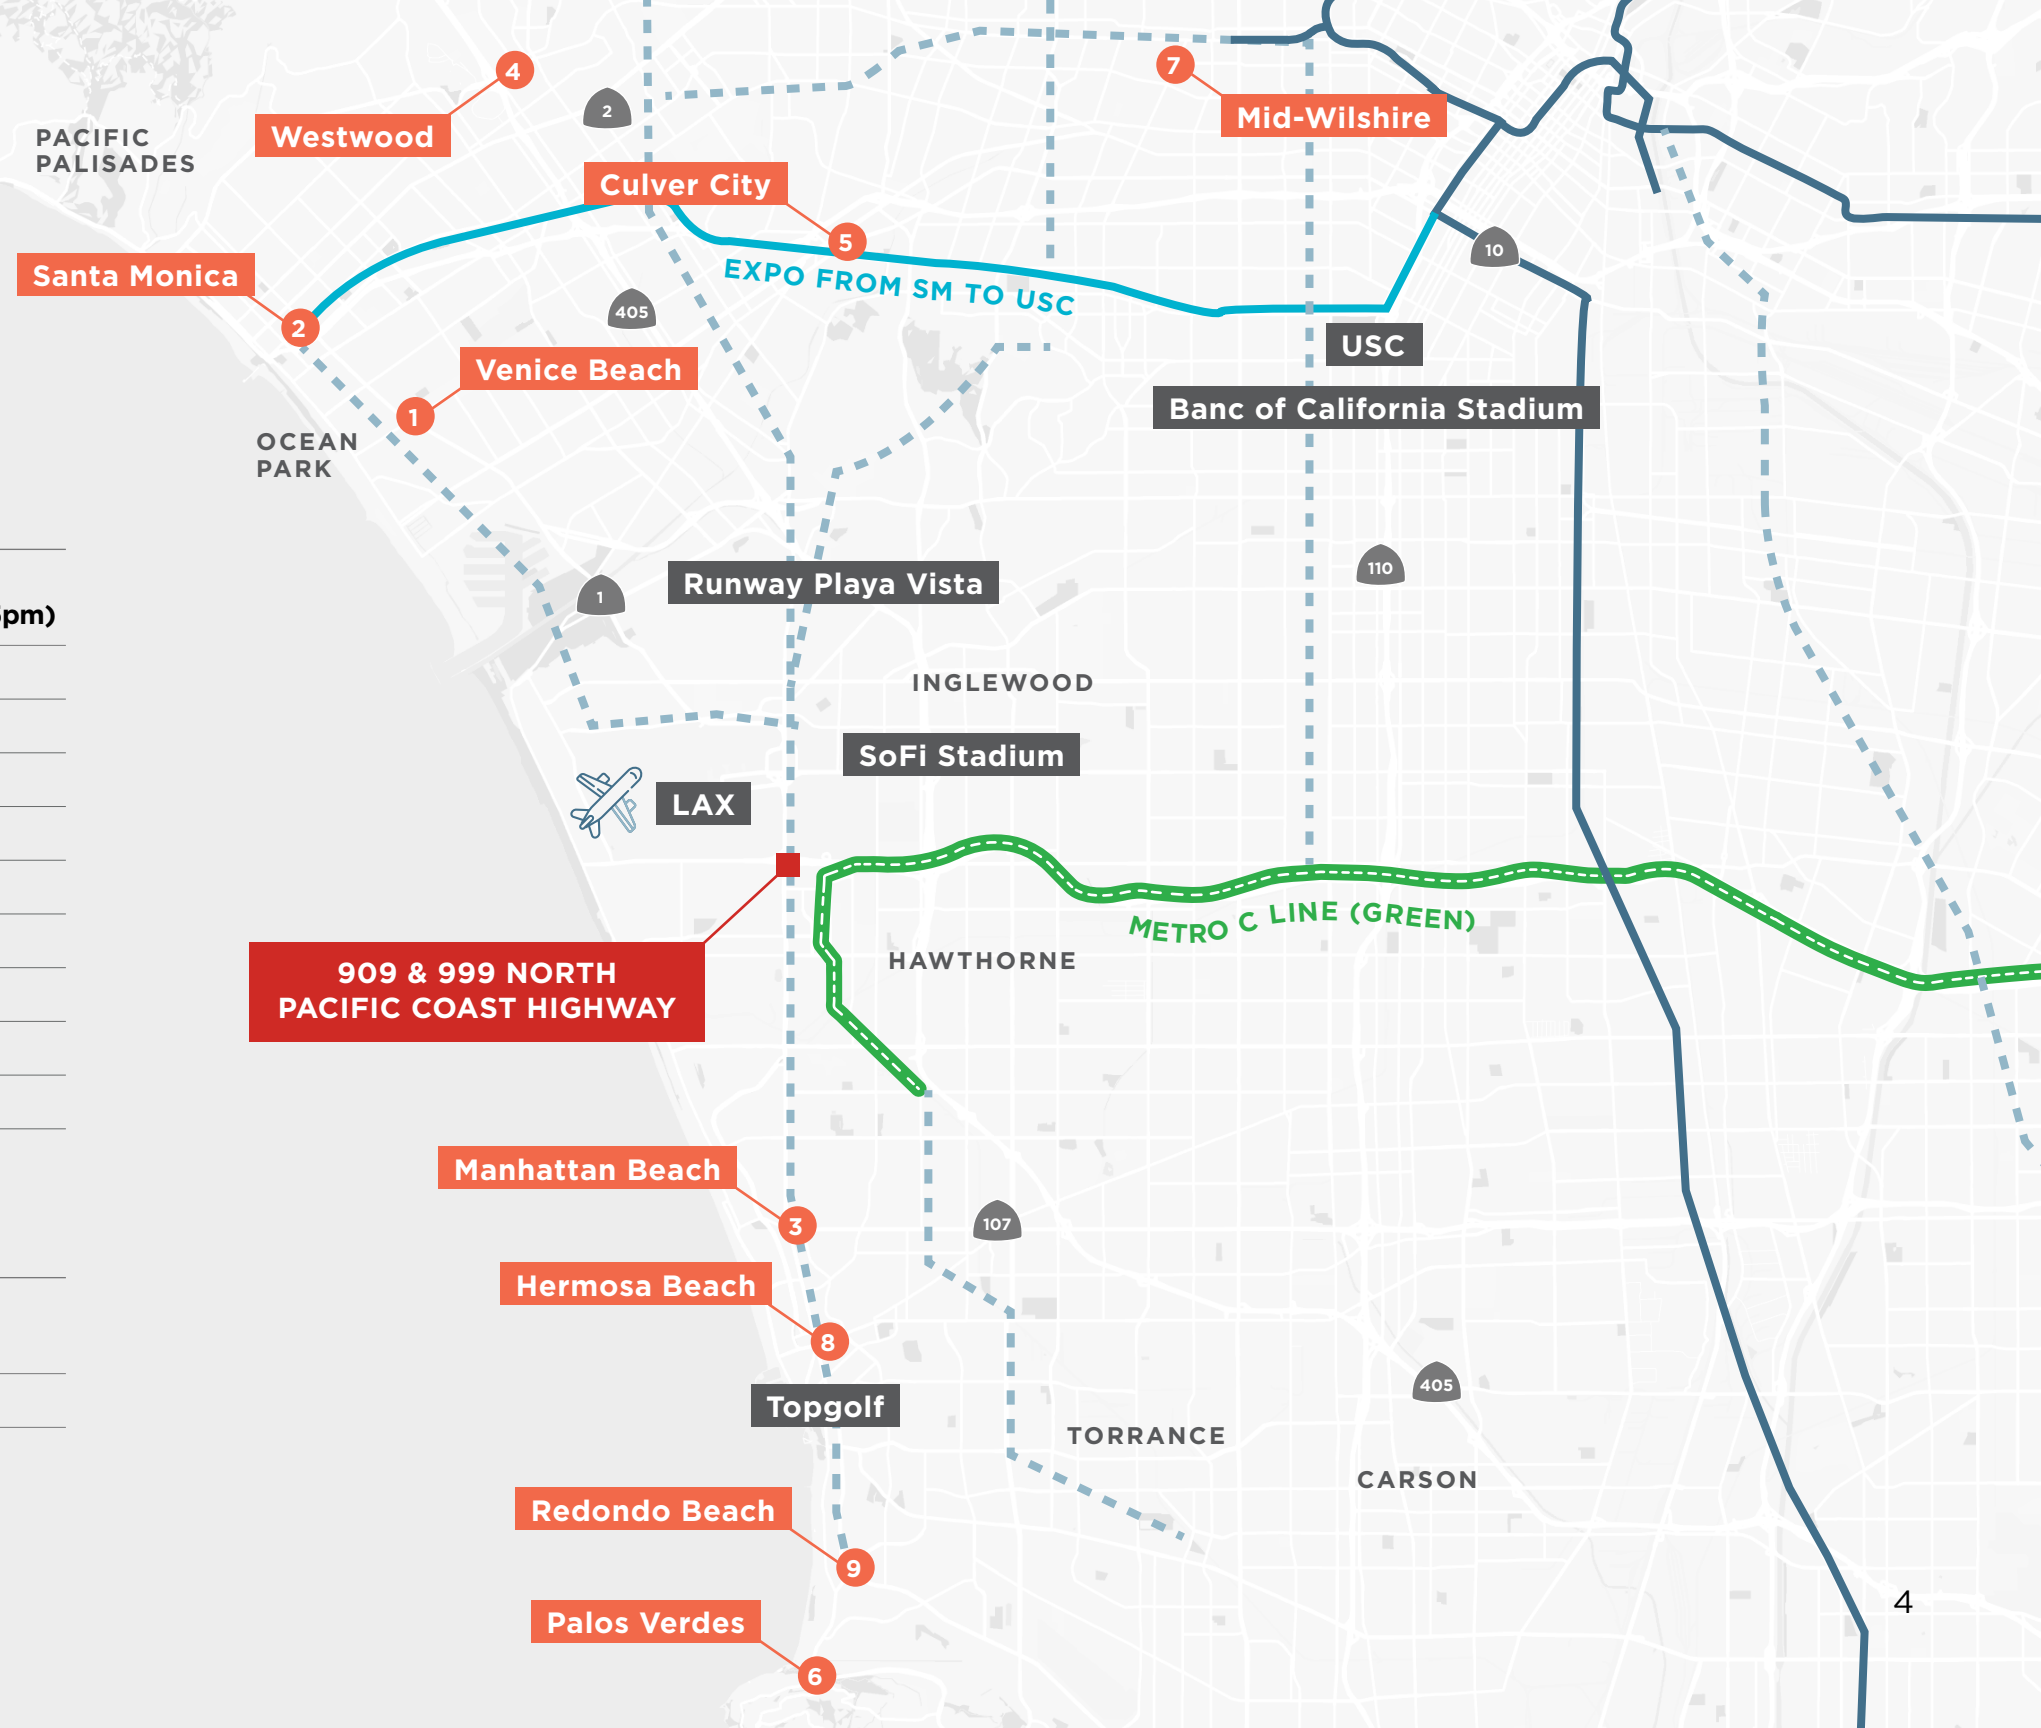 4
7
2
Mid-Wilshire
Westwood
PACIFIC
PALISADES
Culver City
5
10
Santa Monica
EXPO FROM SM TO USC
405
2
USC
Venice Beach
1
Banc of California Stadium
OCEAN
PARK
110
Runway Playa Vista
1
pm)
INGLEWOOD
SoFi Stadium
LAX
METRO C LINE (GREEN)
HAWTHORNE
909 & 999 NORTH
PACIFIC COAST HIGHWAY
Manhattan Beach
3
107
Hermosa Beach
8
405
Topgolf
TORRANCE
CARSON
Redondo Beach
9
4
Palos Verdes
6